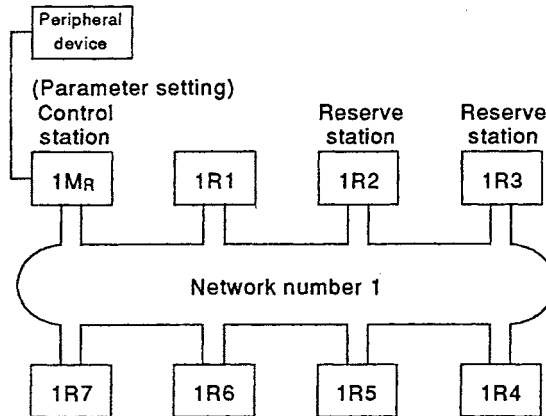 Peripheral
device
(Parameter setting)
Control
station
Reserve
station
Reserve
station
1MR
1R1
1R2
1R3
Network number 1
1R7
1R6
1R5
1R4